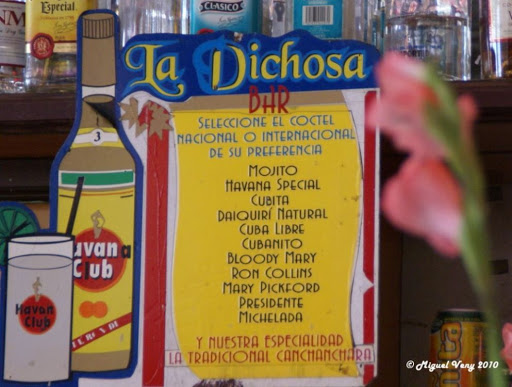 Especial
CLASICO
La Dichosa
BAR
SELECCIONE EL COCTEL
NACIONAL O INTERNACIONAL
DE SU PREFERENCIA
MOJITO
HAVANA SPECIAL
CUBITA
DAIQUIRÍ NATURAL
CUBA LIBRE
CUBANITO
BLOODY MARY
RON COLLINS
MARY PICKFORD
PRESIDENTE
MICHELADA
Y NUESTRA ESPECIALIDAD
LA TRADICIONAL CANCHANCHARA
3
Havana
Club
Havana
Club
© Miguel Veny 2010